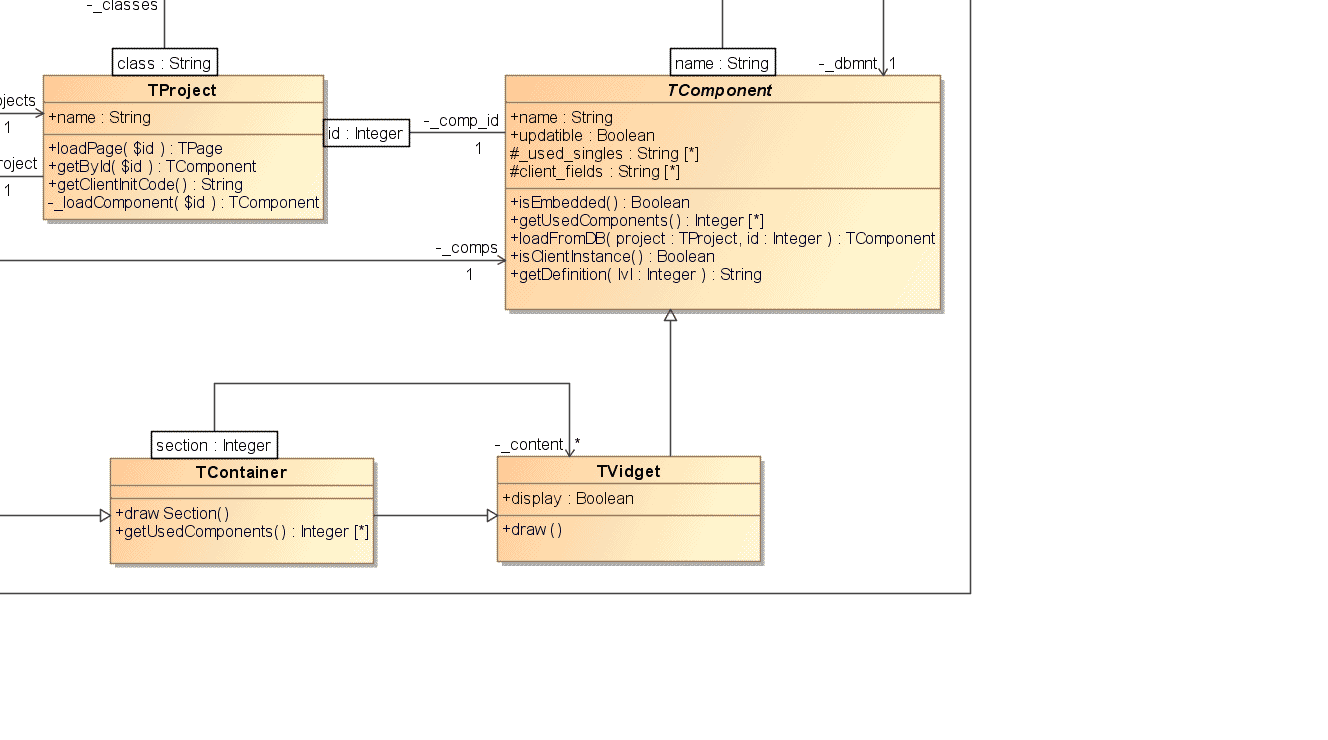 -_classes
class : String
TProject
+name : String
+loadPage( $id ) : TPage
+getById( $id ) : TComponent
+getClientInitCode() : String
-_loadComponent( $id ) : TComponent
1
1
id : Integer
-_comp_id
1
name : String
-_dbmnt
1
TComponent
+name : String
+updatible : Boolean
#_used_singles : String [*]
#client_fields : String [*]
+isEmbedded() : Boolean
+getUsedComponents() : Integer [*]
+loadFromDB( project : TProject, id : Integer ) : TComponent
+isClientInstance() : Boolean
+getDefinition( lvl : Integer ) : String
-_comps
1
section : Integer
TContainer
+draw Section()
+getUsedComponents() : Integer [*]
-_content
*
TVidget
+display : Boolean
+draw ()